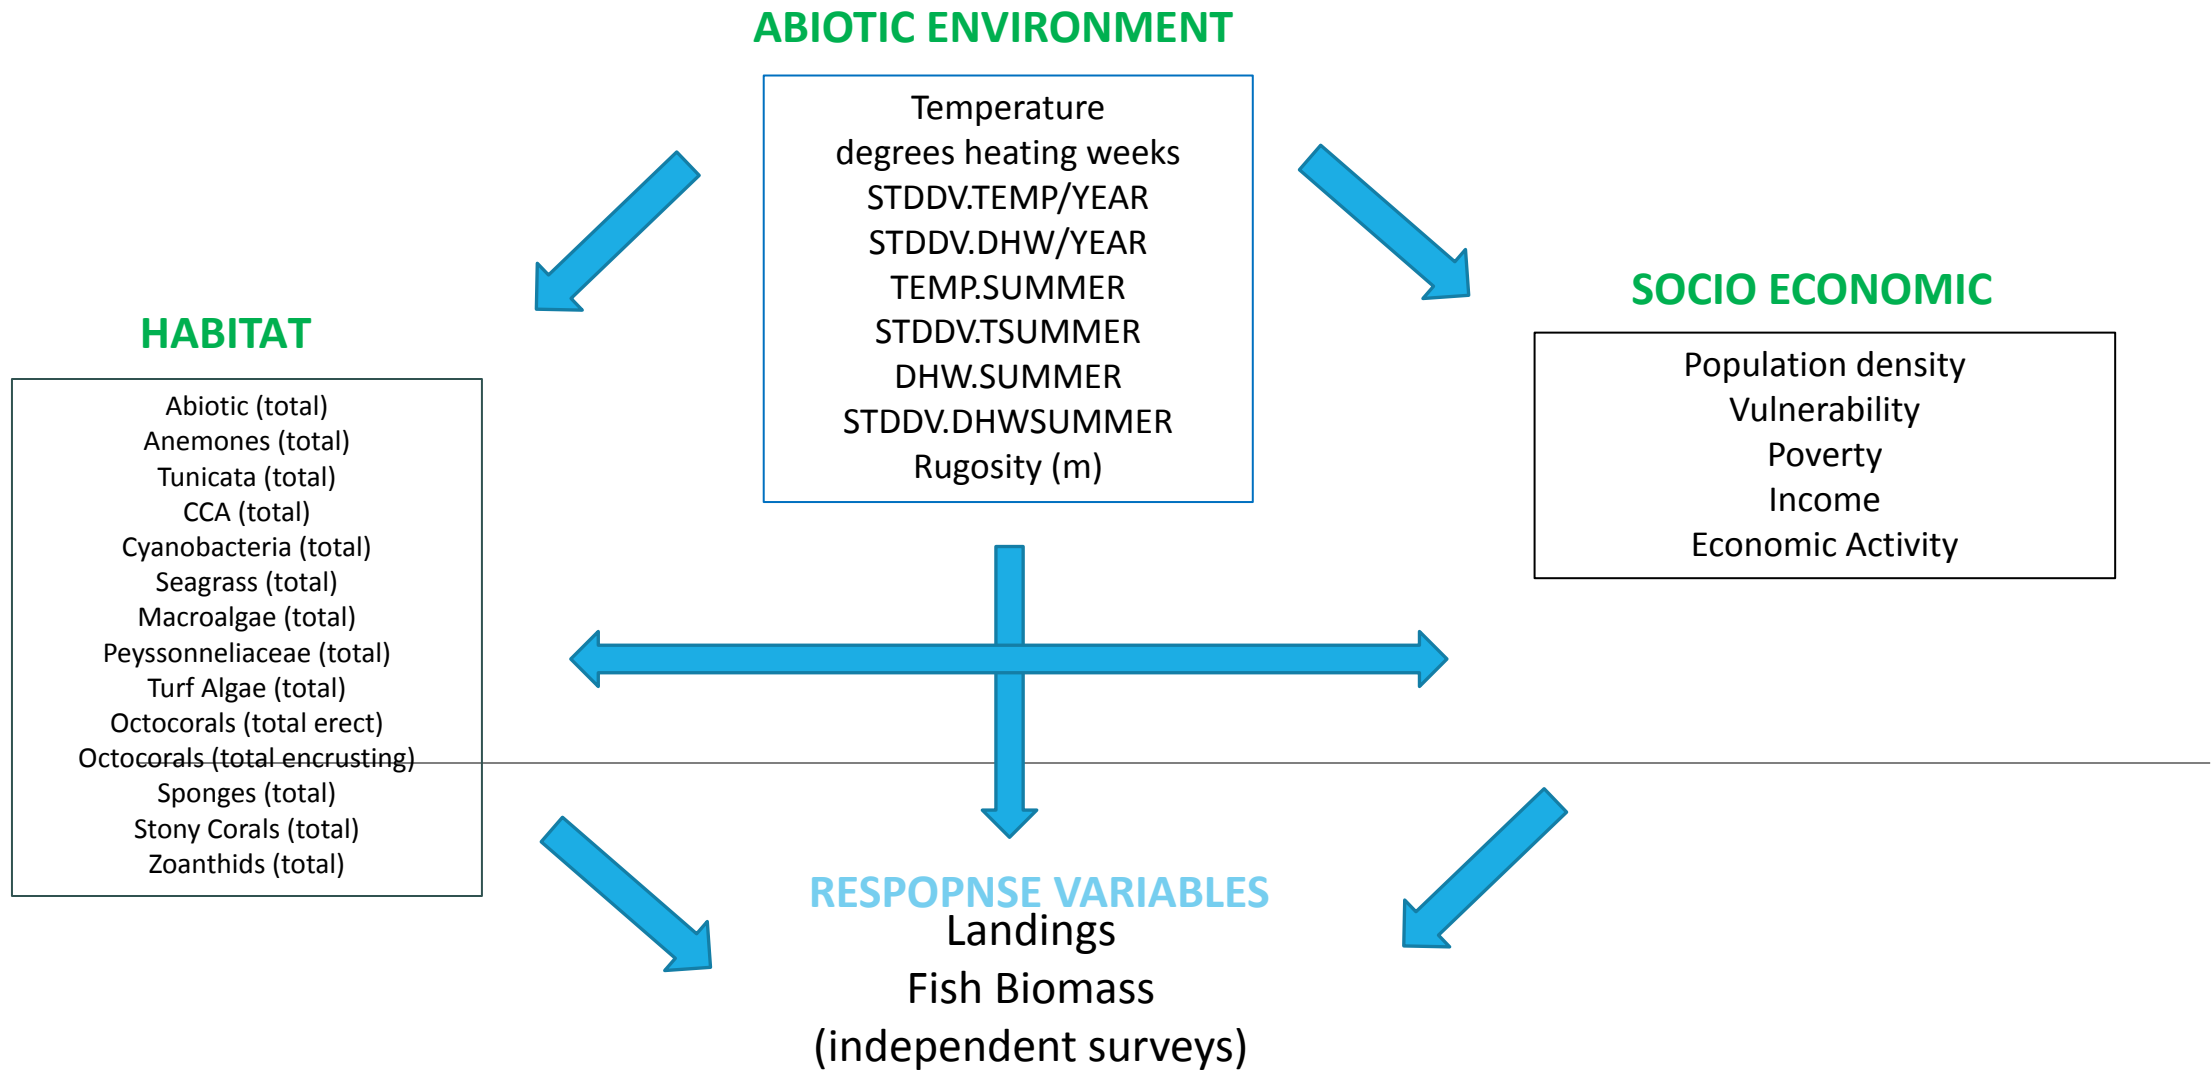 ABIOTIC ENVIRONMENT
Temperature
degrees heating weeks
STDDV.TEMP/YEAR
STDDV.DHW/YEAR
TEMP.SUMMER
STDDV.TSUMMER
DHW.SUMMER
STDDV.DHWSUMMER
Rugosity (m)
HABITAT
Abiotic (total)
Anemones (total)
Tunicata (total)
CCA (total)
Cyanobacteria (total)
Seagrass (total)
Macroalgae (total)
Peyssonneliaceae (total)
Turf Algae (total)
Octocorals (total erect)
Octocorals (total encrusting)
Sponges (total)
Stony Corals (total)
Zoanthids (total)
SOCIO ECONOMIC
Population density
Vulnerability
Poverty
Income
Economic Activity
RESPOPNSE VARIABLES
Landings
Fish Biomass
(independent surveys)